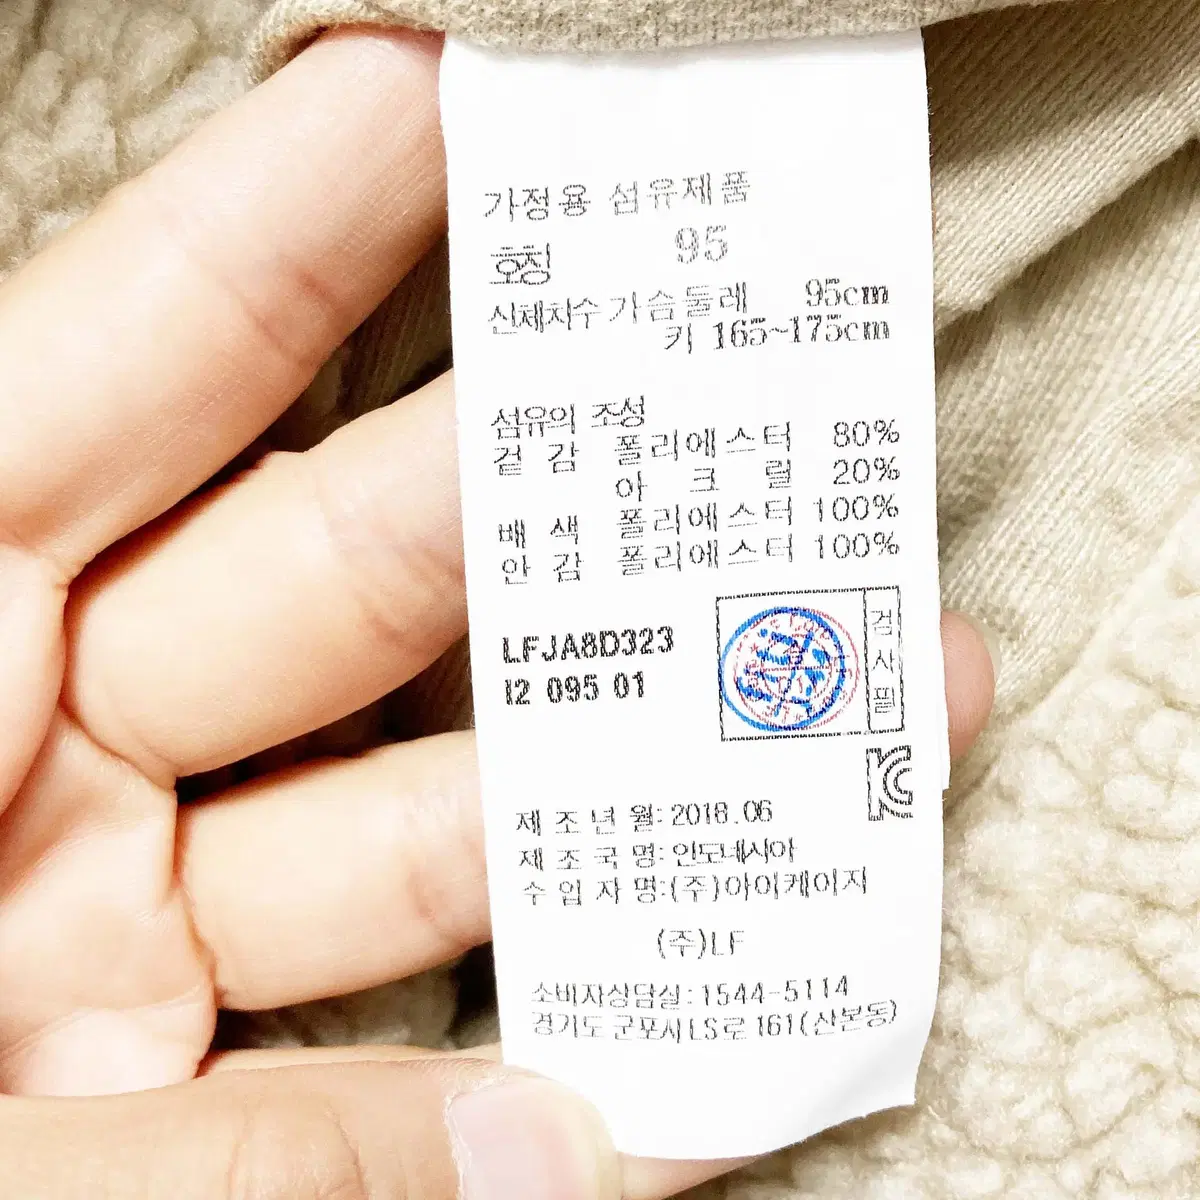 가정용 섬유제품
호칭 95
신체치수 가슴둘레 95cm
키 165~175cm
섬유의 조성
겉 감 폴리에스터 80%
아 크 릴 20%
배 색 폴리에스터 100%
안 감 폴리에스터 100%
LFJA8D323
I2 095 01
검사필
KC
제 조 년 월: 2018.06
제 조 국 명: 인도네시아
수 입 자 명:(주)아이케이지
(주)LF
소비자상담실:1544-5114
경기도 군포시 LS로 161(산본동)